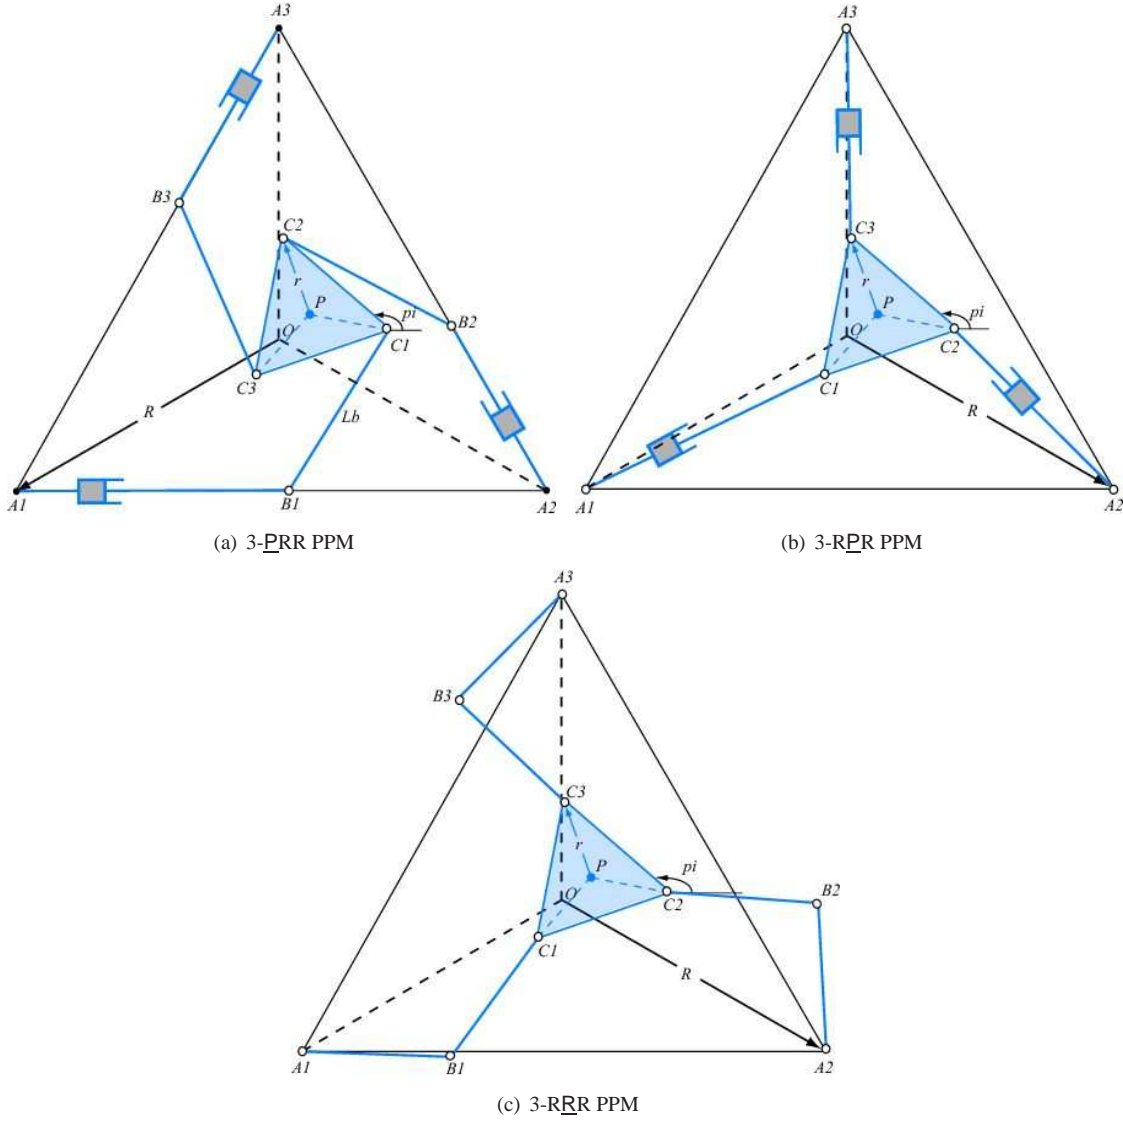 A3
B3
C2
r
P
pi
O
C1
B2
C3
R
Lb
A1
B1
A2
(a) 3-PRR PPM
A3
C3
r
P
pi
O
C2
C1
R
A1
A2
(b) 3-RPR PPM
A3
B3
C3
r
P
pi
O
C2
B2
C1
R
A1
B1
A2
(c) 3-RRR PPM